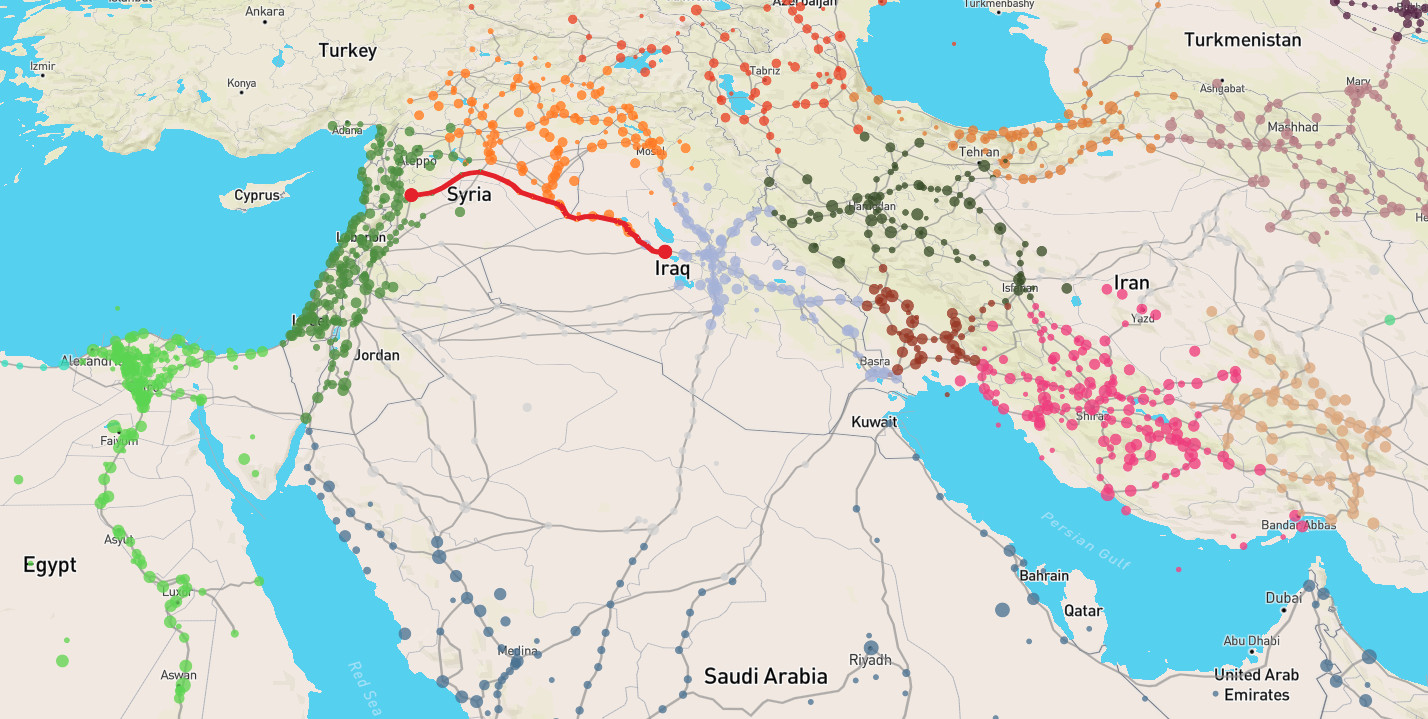 Azerbaijan
Turkmenbashy
Ankara
Turkey
Turkmenistan
Izmir
Konya
Tabriz
Ashgabat
Mary
Adana
Mashhad
Aleppo
Mosul
Tehran
Cyprus
Syria
Hamadan
Lebanon
Iraq
Iran
Isfahan
Yazd
Jordan
Alexandria
Basra
Shiraz
Kuwait
Faiyum
Persian Gulf
Bandar Abbas
Asyut
Egypt
Bahrain
Luxor
Dubai
Qatar
Abu Dhabi
Medina
Riyadh
Red Sea
Aswan
Saudi Arabia
United Arab
Emirates